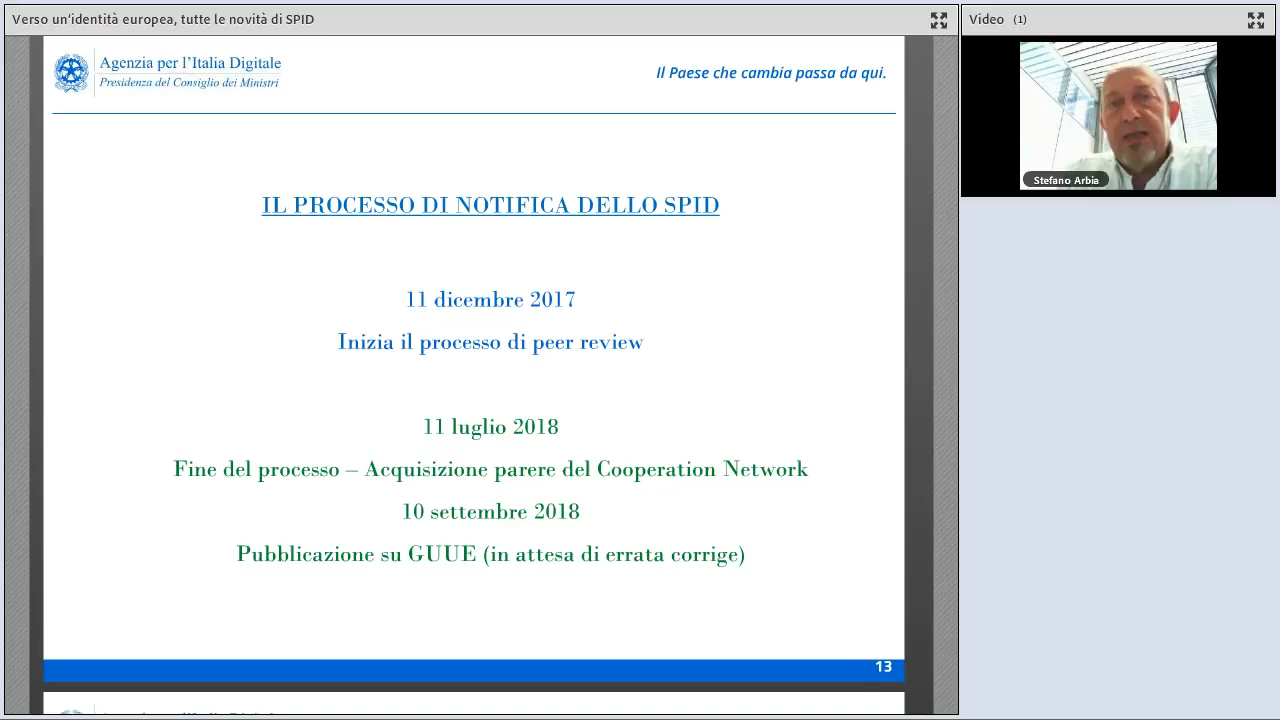 Verso un'identità europea, tutte le novità di SPID
Video (1)
Agenzia per l'Italia Digitale
Presidenza del Consiglio dei Ministri
Il Paese che cambia passa da qui.
Stefano Arbia
IL PROCESSO DI NOTIFICA DELLO SPID
11 dicembre 2017
Inizia il processo di peer review
11 luglio 2018
Fine del processo – Acquisizione parere del Cooperation Network
10 settembre 2018
Pubblicazione su GUUE (in attesa di errata corrige)
13